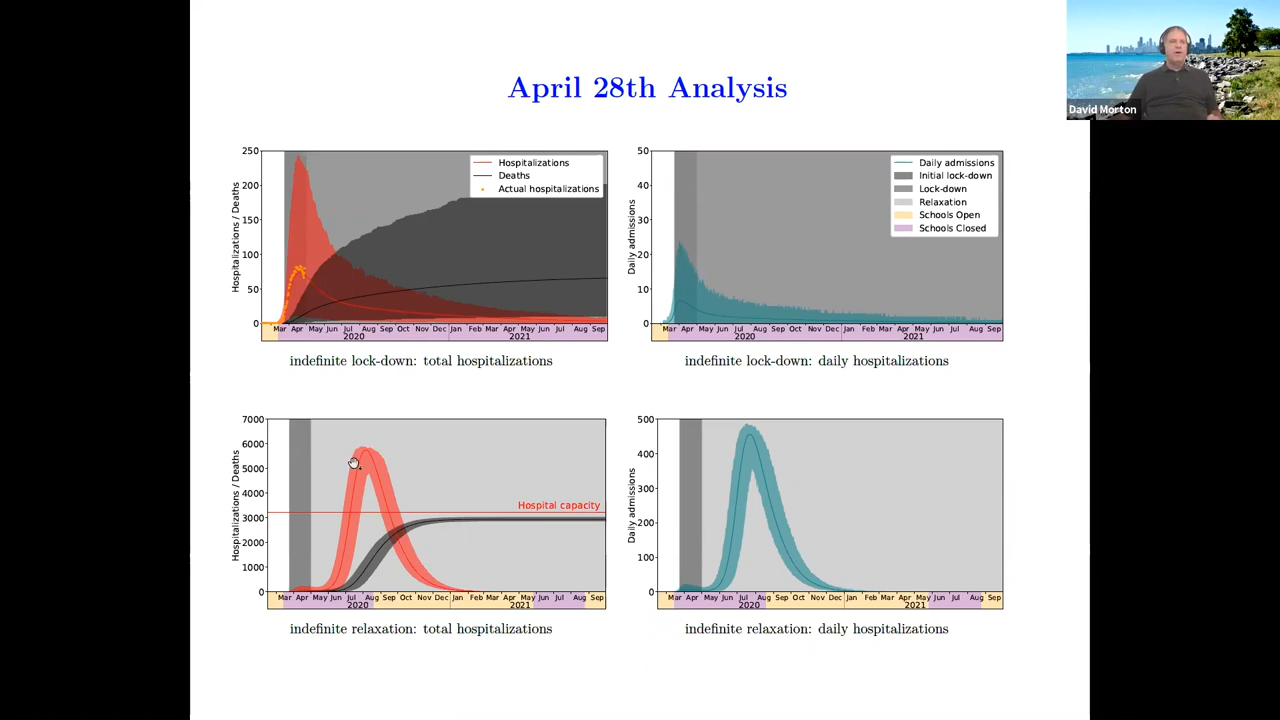 April 28th Analysis
David Morton
250
200
150
100
50
0
Hospitalizations / Deaths
Hospitalizations
Deaths
Actual hospitalizations
Mar Apr May Jun Jul Aug Sep Oct Nov Dec Jan Feb Mar Apr May Jun Jul Aug Sep
2020 2021
indefinite lock-down: total hospitalizations
50
40
30
20
10
0
Daily admissions
Daily admissions
Initial lock-down
Lock-down
Relaxation
Schools Open
Schools Closed
Mar Apr May Jun Jul Aug Sep Oct Nov Dec Jan Feb Mar Apr May Jun Jul Aug Sep
2020 2021
indefinite lock-down: daily hospitalizations
7000
6000
5000
4000
3000
2000
1000
0
Hospitalizations / Deaths
Hospital capacity
Mar Apr May Jun Jul Aug Sep Oct Nov Dec Jan Feb Mar Apr May Jun Jul Aug Sep
2020 2021
indefinite relaxation: total hospitalizations
500
400
300
200
100
0
Daily admissions
Mar Apr May Jun Jul Aug Sep Oct Nov Dec Jan Feb Mar Apr May Jun Jul Aug Sep
2020 2021
indefinite relaxation: daily hospitalizations